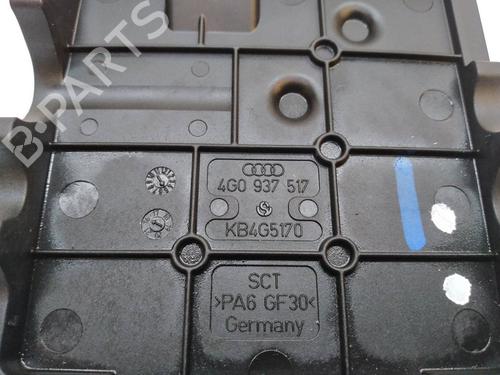 B-PARTS
4G0 937 517
KB4G5170
SCT
>PA6 GF30<
Germany